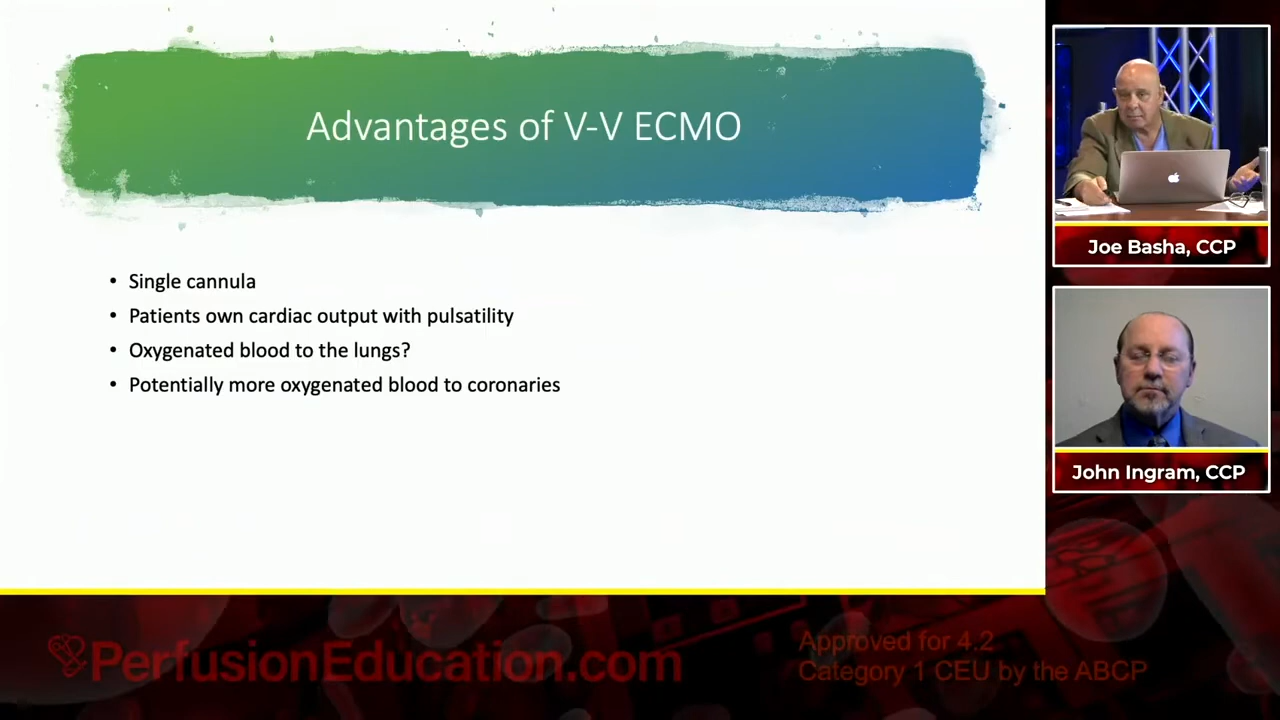 Advantages of V-V ECMO
• Single cannula
• Patients own cardiac output with pulsatility
• Oxygenated blood to the lungs?
• Potentially more oxygenated blood to coronaries
Joe Basha, CCP
John Ingram, CCP
PerfusionEducation.com
Approved for 4.2
Category 1 CEU by the ABCP